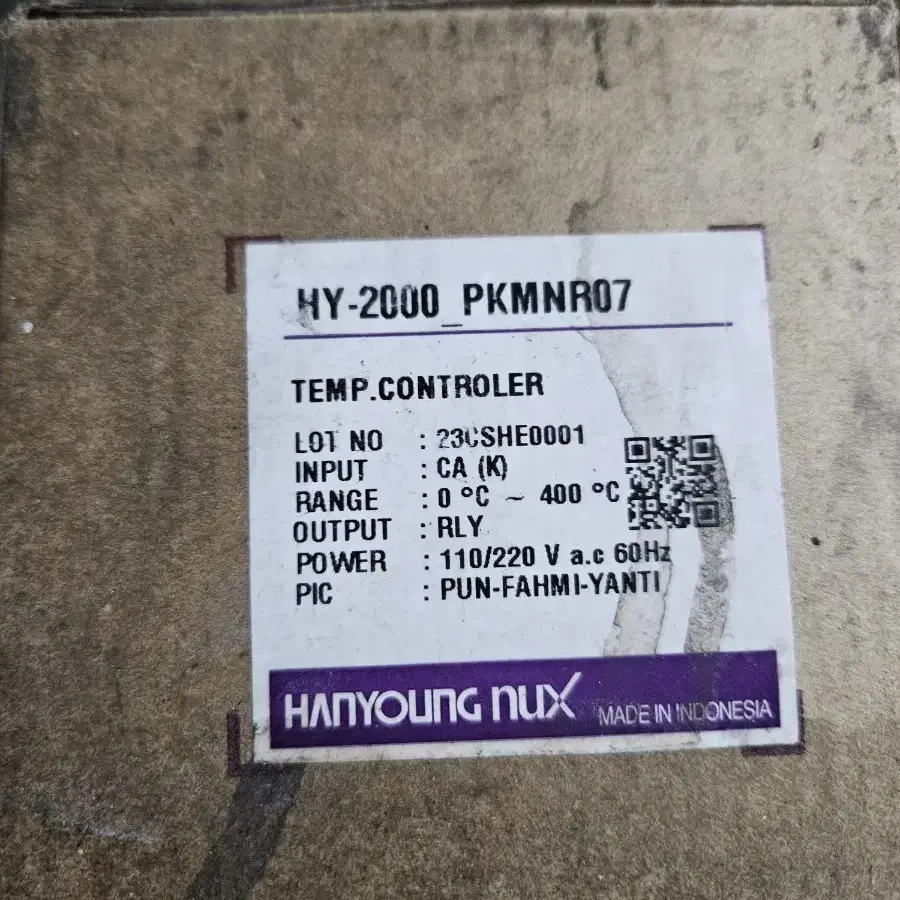 HY-2000_PKMNR07
TEMP.CONTROLER
LOT NO : 23CSHE0001
INPUT : CA (K)
RANGE : 0 °C ~ 400 °C
OUTPUT : RLY
POWER : 110/220 V a.c 60Hz
PIC : PUN-FAHMI-YANTI
HANYOUNG NUX MADE IN INDONESIA